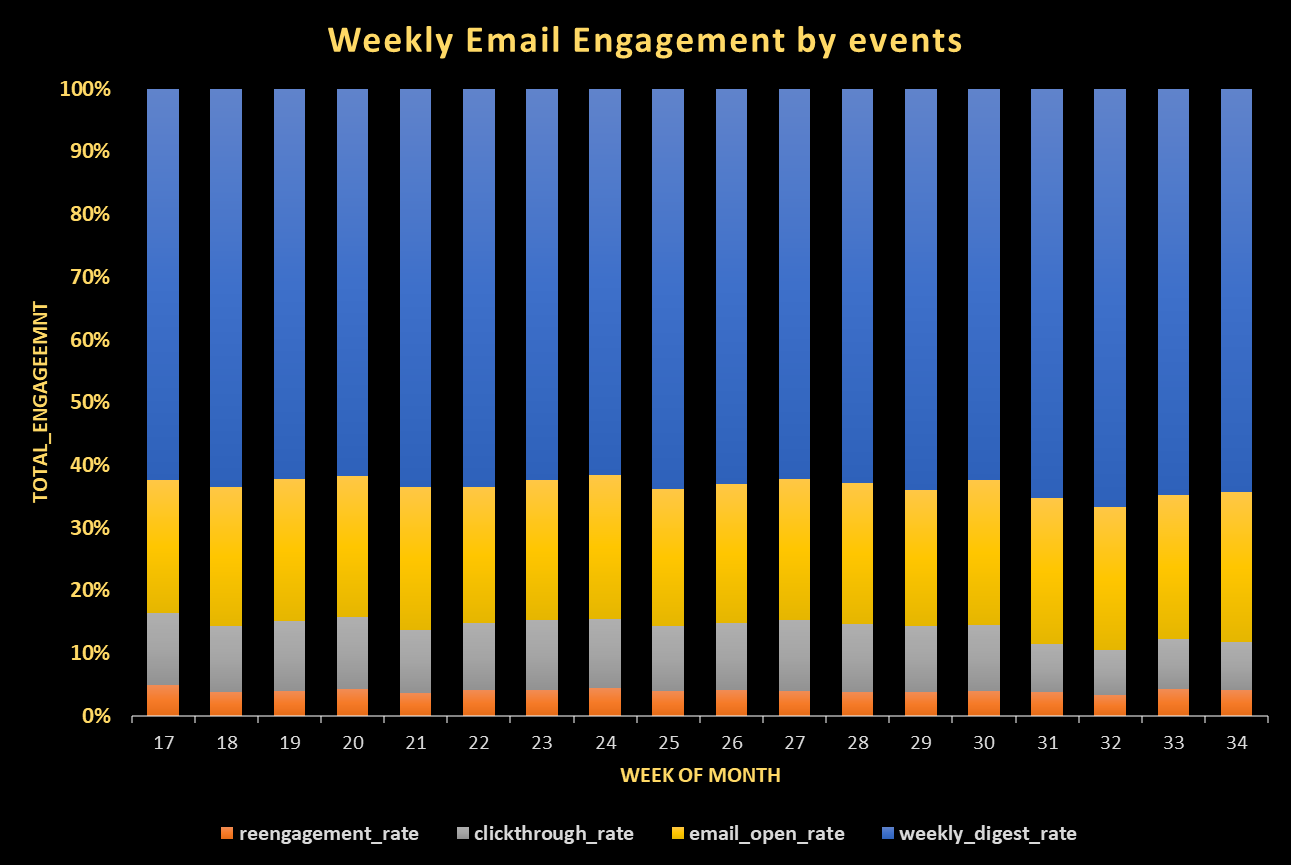 Weekly Email Engagement by events
100%
90%
80%
70%
60%
50%
40%
30%
20%
10%
0%
TOTAL_ENGAGEEMNT
17 18 19 20 21 22 23 24 25 26 27 28 29 30 31 32 33 34
WEEK OF MONTH
reengagement_rate clickthrough_rate email_open_rate weekly_digest_rate